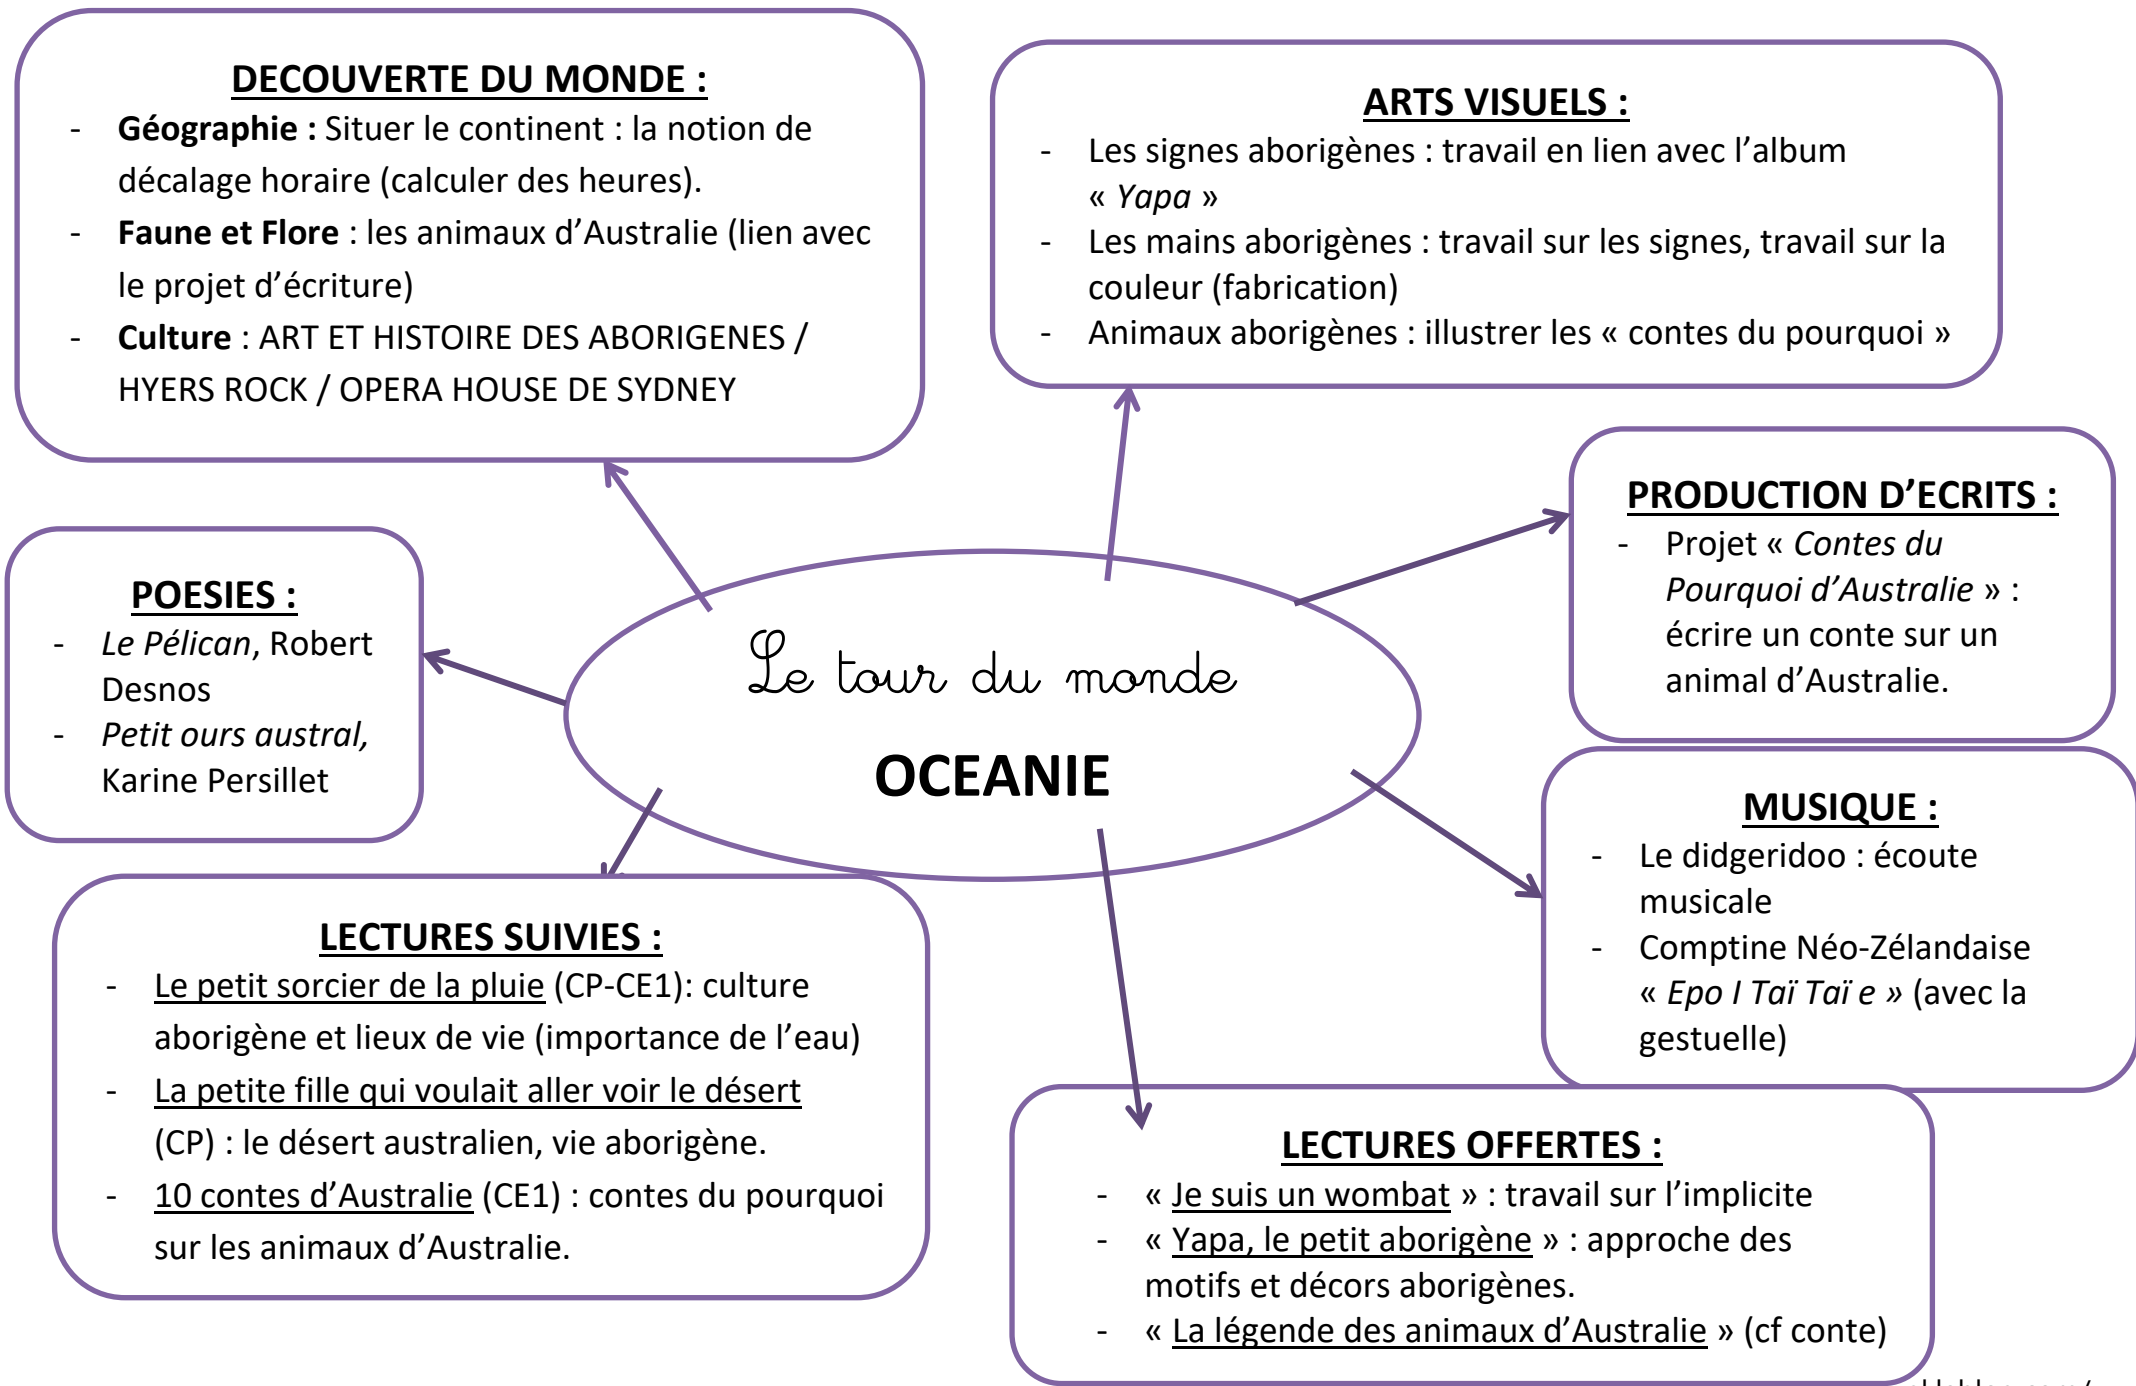 DECOUVERTE DU MONDE :
- Géographie : Situer le continent : la notion de
décalage horaire (calculer des heures).
- Faune et Flore : les animaux d’Australie (lien avec
le projet d’écriture)
- Culture : ART ET HISTOIRE DES ABORIGENES /
HYERS ROCK / OPERA HOUSE DE SYDNEY
ARTS VISUELS :
- Les signes aborigènes : travail en lien avec l’album
« Yapa »
- Les mains aborigènes : travail sur les signes, travail sur la
couleur (fabrication)
- Animaux aborigènes : illustrer les « contes du pourquoi »
PRODUCTION D’ECRITS :
- Projet « Contes du
Pourquoi d’Australie » :
écrire un conte sur un
animal d’Australie.
POESIES :
- Le Pélican, Robert
Desnos
- Petit ours austral,
Karine Persillet
Le tour du monde
OCEANIE
MUSIQUE :
- Le didgeridoo : écoute
musicale
- Comptine Néo-Zélandaise
« Epo I Taï Taï e » (avec la
gestuelle)
LECTURES SUIVIES :
- Le petit sorcier de la pluie (CP-CE1): culture
aborigène et lieux de vie (importance de l’eau)
- La petite fille qui voulait aller voir le désert
(CP) : le désert australien, vie aborigène.
- 10 contes d’Australie (CE1) : contes du pourquoi
sur les animaux d’Australie.
LECTURES OFFERTES :
- « Je suis un wombat » : travail sur l’implicite
- « Yapa, le petit aborigène » : approche des
motifs et décors aborigènes.
- « La légende des animaux d’Australie » (cf conte)